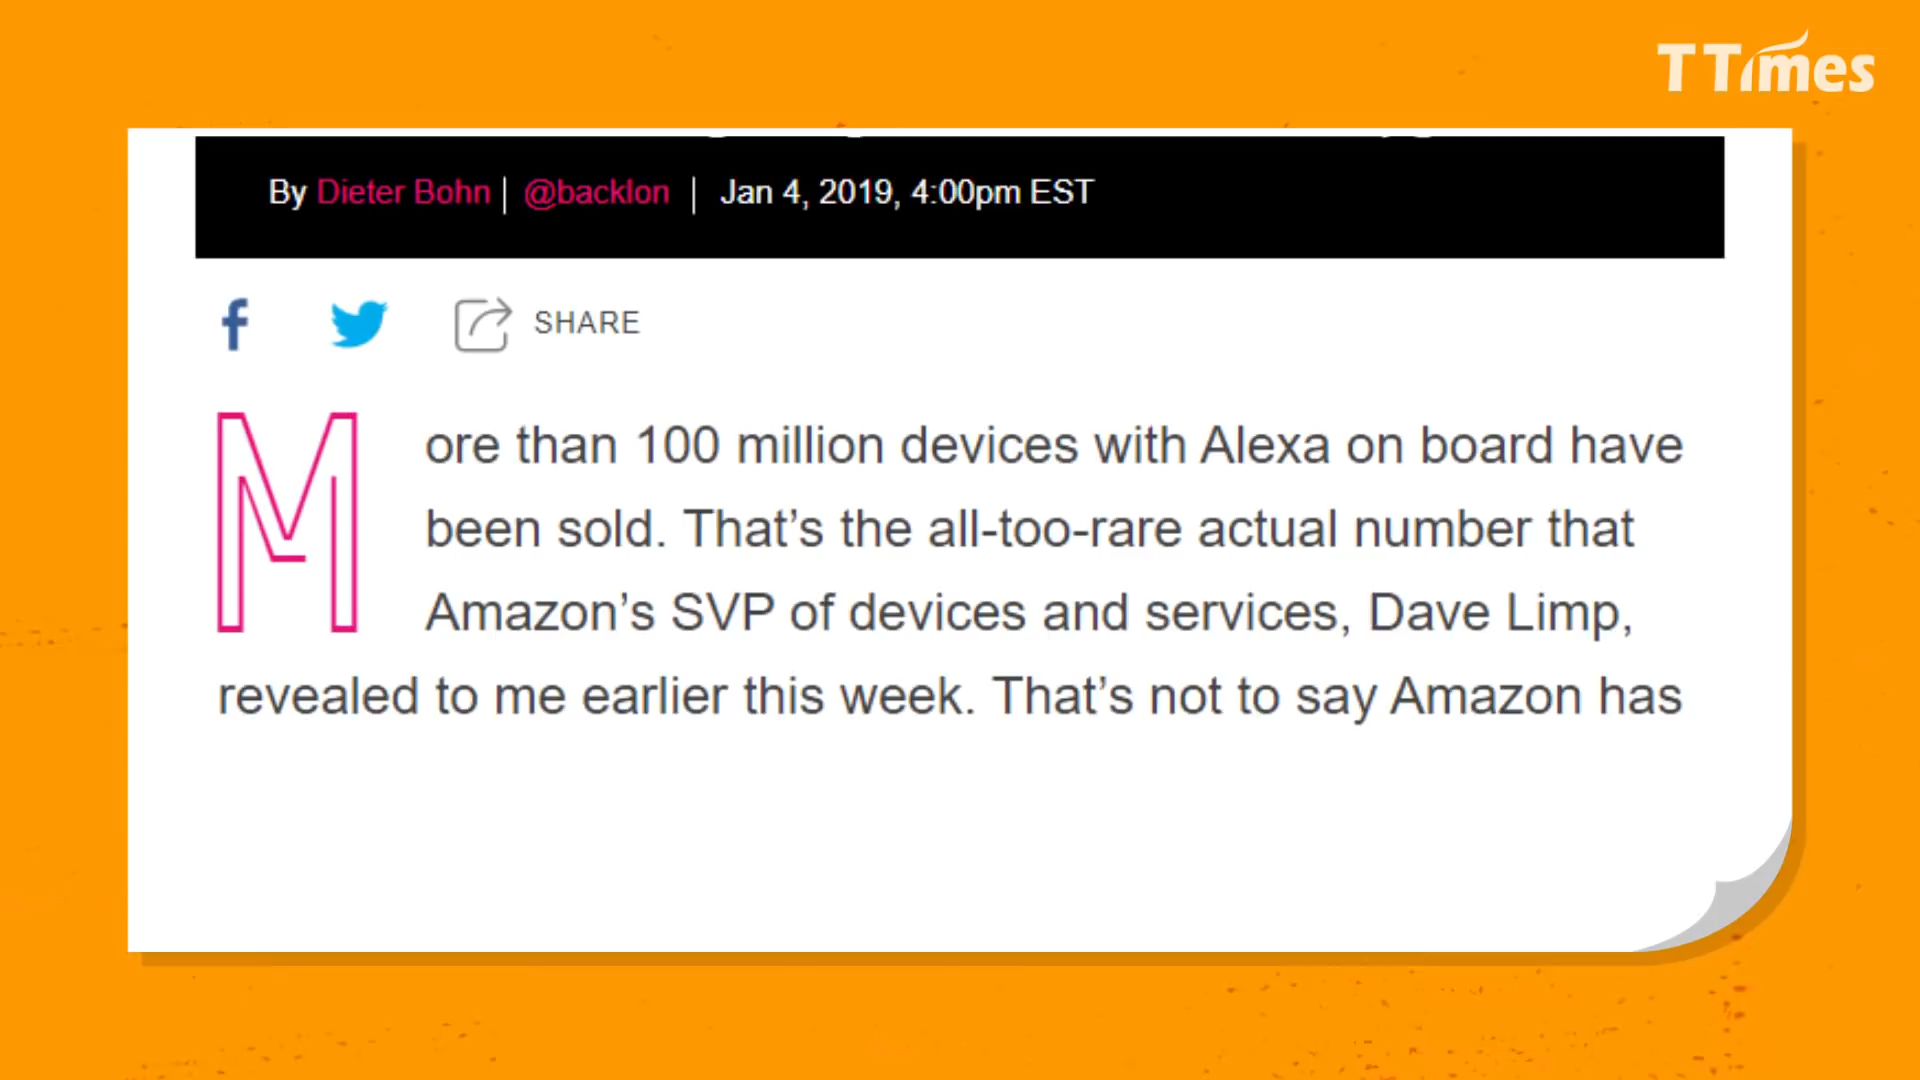 TTimes
By Dieter Bohn | @backlon | Jan 4, 2019, 4:00pm EST
SHARE
More than 100 million devices with Alexa on board have
been sold. That’s the all-too-rare actual number that
Amazon’s SVP of devices and services, Dave Limp,
revealed to me earlier this week. That’s not to say Amazon has